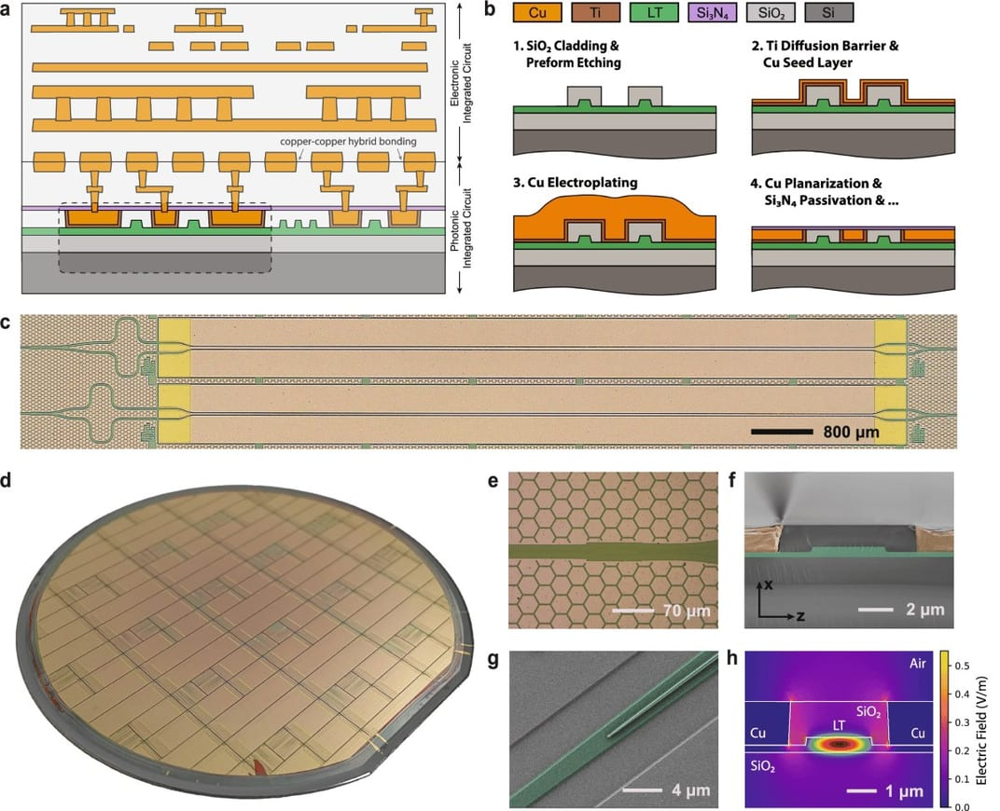 a
Electronic
Integrated Circuit
copper-copper hybrid bonding
Photonic
Integrated Circuit
b
Cu
Ti
LT
Si₃N₄
SiO₂
Si
1. SiO₂ Cladding &
Preform Etching
2. Ti Diffusion Barrier &
Cu Seed Layer
3. Cu Electroplating
4. Cu Planarization &
Si₃N₄ Passivation & ...
c
800 μm
d
e
70 μm
f
x
z
2 μm
g
4 μm
h
Air
SiO₂
LT
Cu
Cu
SiO₂
1 μm
0.5
0.4
0.3
0.2
0.1
0.0
Electric Field (V/m)